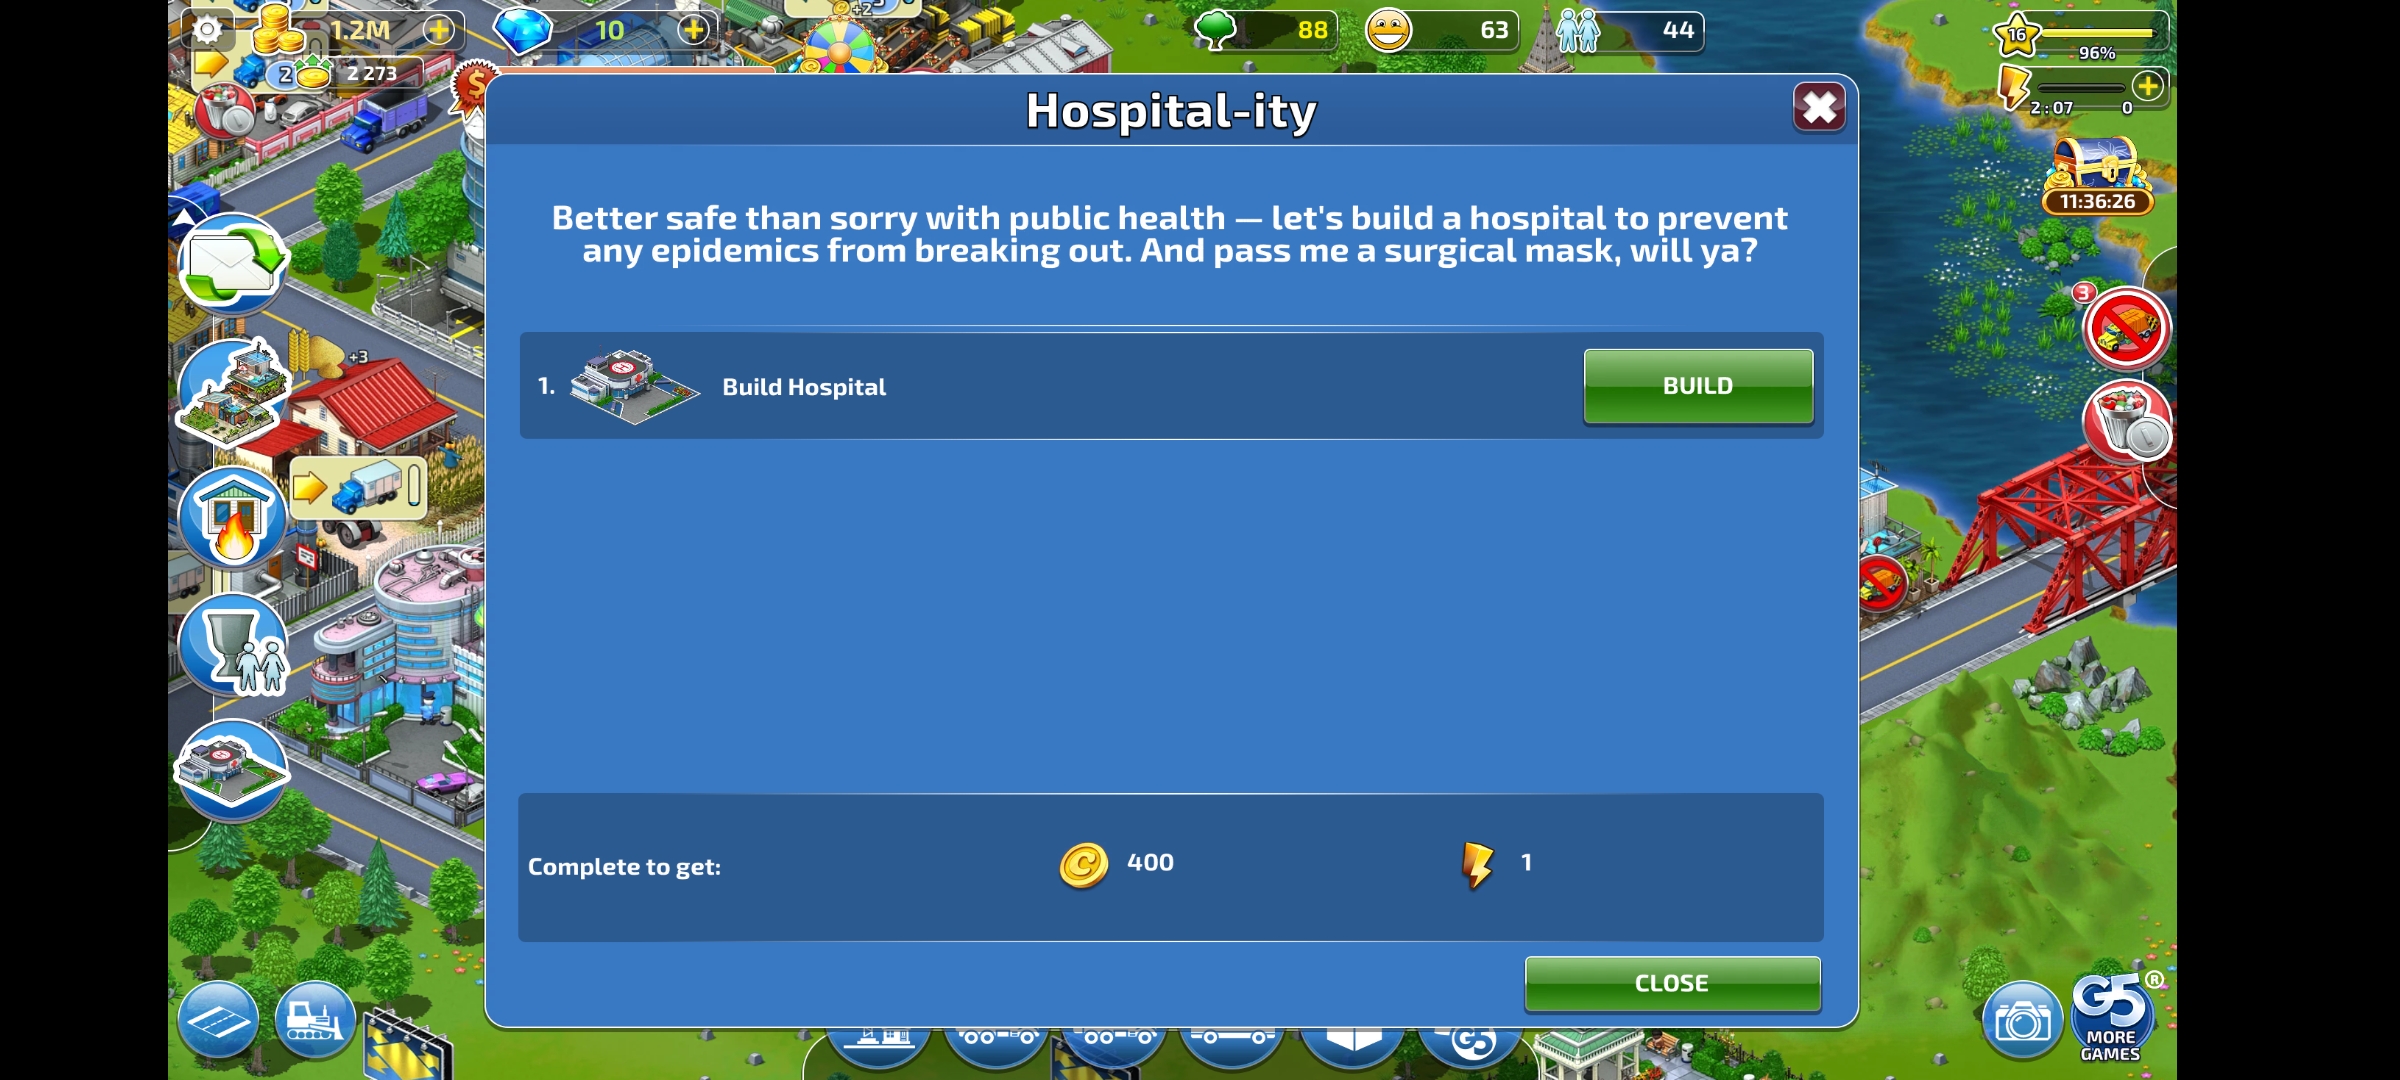 1.2M
10
+2
88
63
44
16
96%
2
2 273
2:07
0
Hospital-ity
11:36:26
Better safe than sorry with public health — let's build a hospital to prevent
any epidemics from breaking out. And pass me a surgical mask, will ya?
3
+3
1.
Build Hospital
BUILD
Complete to get:
400
1
CLOSE
G5®
MORE
GAMES
G5